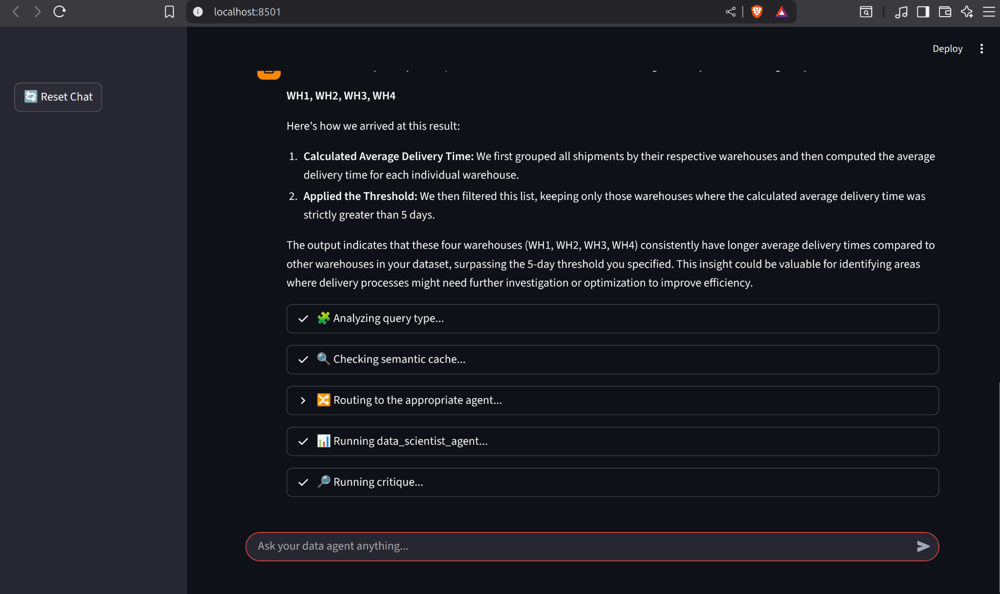 localhost:8501
Deploy
Reset Chat
WH1, WH2, WH3, WH4
Here's how we arrived at this result:
1. Calculated Average Delivery Time: We first grouped all shipments by their respective warehouses and then computed the average
delivery time for each individual warehouse.
2. Applied the Threshold: We then filtered this list, keeping only those warehouses where the calculated average delivery time was
strictly greater than 5 days.
The output indicates that these four warehouses (WH1, WH2, WH3, WH4) consistently have longer average delivery times compared to
other warehouses in your dataset, surpassing the 5-day threshold you specified. This insight could be valuable for identifying areas
where delivery processes might need further investigation or optimization to improve efficiency.
Analyzing query type...
Checking semantic cache...
Routing to the appropriate agent...
Running data_scientist_agent...
Running critique...
Ask your data agent anything...